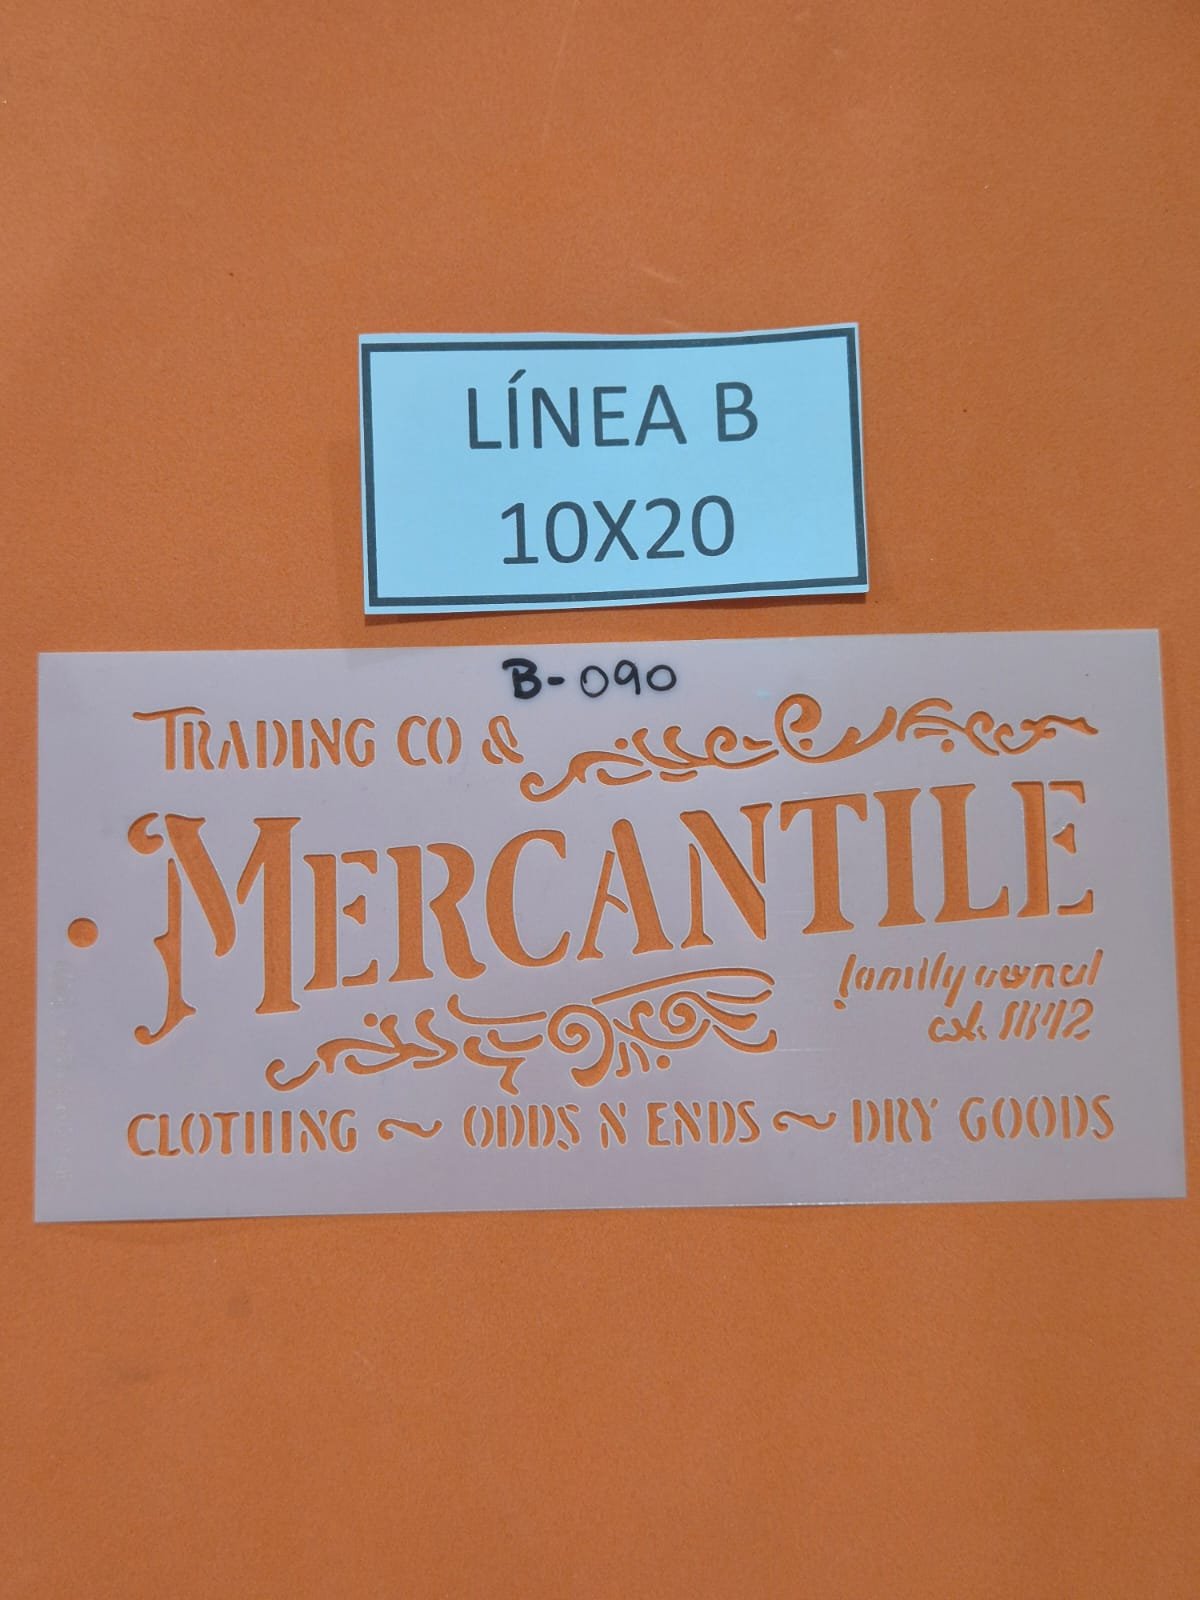 LÍNEA B
10X20
B-090
TRADING CO &
MERCANTILE
family owned
est. 1842
CLOTHING ~ ODDS N ENDS ~ DRY GOODS